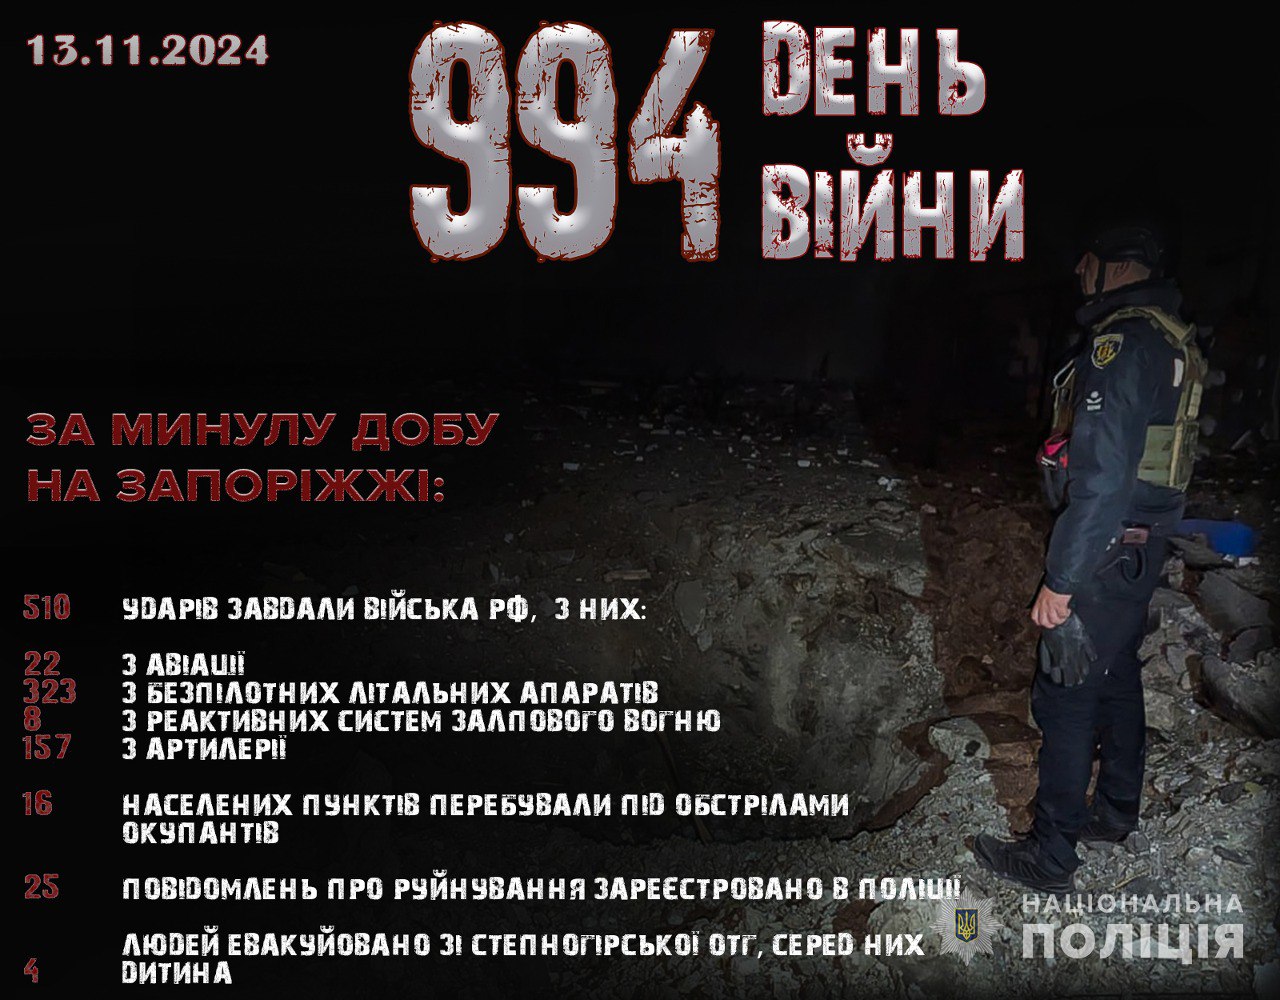 13.11.2024
994 ДЕНЬ
ВІЙНИ
ЗА МИНУЛУ ДОБУ
НА ЗАПОРІЖЖІ:
510 УДАРІВ ЗАВДАЛИ ВІЙСЬКА РФ, З НИХ:
22 З АВІАЦІЇ
323 З БЕЗПІЛОТНИХ ЛІТАЛЬНИХ АПАРАТІВ
8 З РЕАКТИВНИХ СИСТЕМ ЗАЛПОВОГО ВОГНЮ
157 З АРТИЛЕРІЇ
16 НАСЕЛЕНИХ ПУНКТІВ ПЕРЕБУВАЛИ ПІД ОБСТРІЛАМИ
ОКУПАНТІВ
25 ПОВІДОМЛЕНЬ ПРО РУЙНУВАННЯ ЗАРЕЄСТРОВАНО В ПОЛІЦІЇ
ЛЮДЕЙ ЕВАКУЙОВАНО ЗІ СТЕПНОГІРСЬКОЇ ОТГ, СЕРЕД НИХ
4 ДИТИНА
НАЦІОНАЛЬНА
ПОЛІЦІЯ